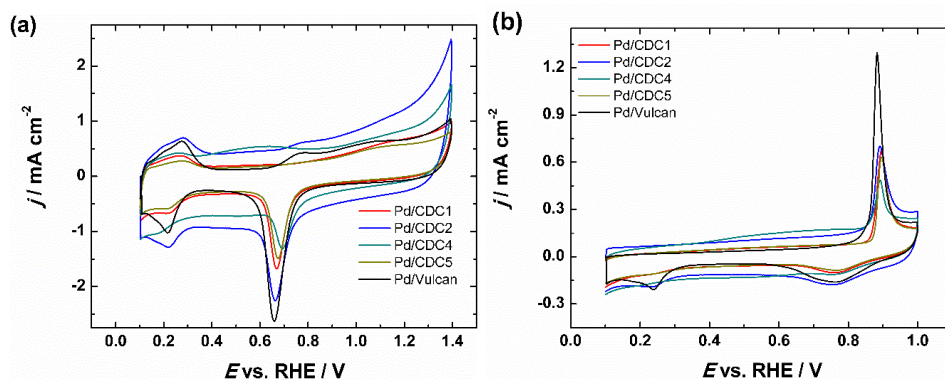 (a)
j / mA cm-2
2
1
0
-1
-2
0.0 0.2 0.4 0.6 0.8 1.0 1.2 1.4
E vs. RHE / V
Pd/CDC1
Pd/CDC2
Pd/CDC4
Pd/CDC5
Pd/Vulcan
(b)
j / mA cm-2
1.2
0.9
0.6
0.3
0.0
-0.3
0.0 0.2 0.4 0.6 0.8 1.0
E vs. RHE / V
Pd/CDC1
Pd/CDC2
Pd/CDC4
Pd/CDC5
Pd/Vulcan